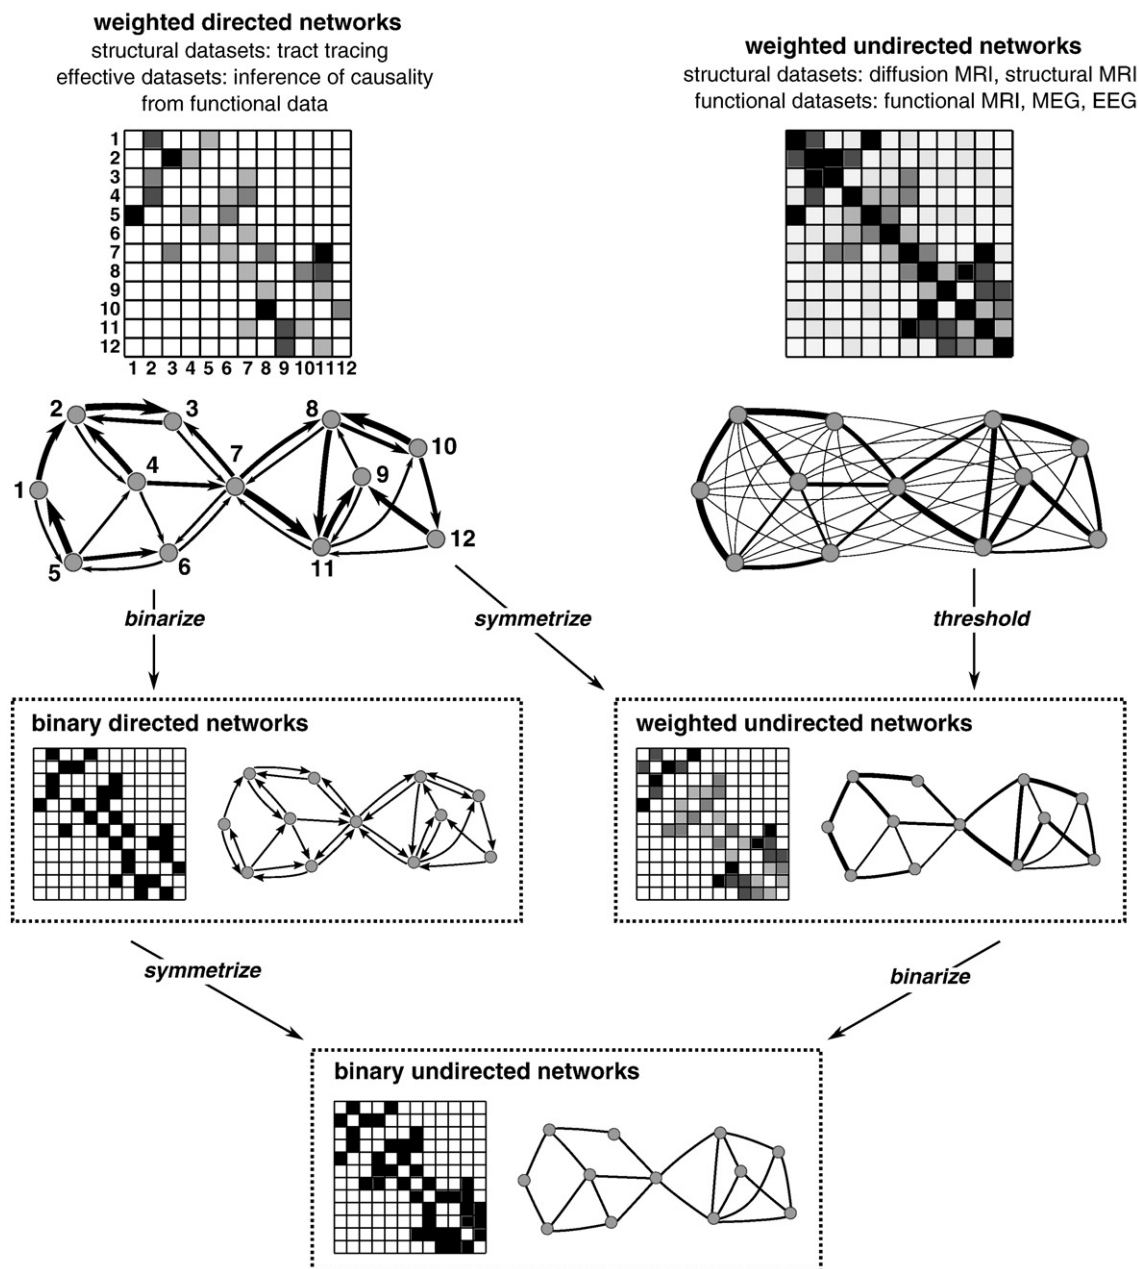 weighted directed networks
structural datasets: tract tracing
effective datasets: inference of causality
from functional data
weighted undirected networks
structural datasets: diffusion MRI, structural MRI
functional datasets: functional MRI, MEG, EEG
1
2
3
4
5
6
7
8
9
10
11
12
1 2 3 4 5 6 7 8 9 10 11 12
2
3
8
10
7
4
9
1
12
5
6
11
binarize
symmetrize
threshold
binary directed networks
weighted undirected networks
symmetrize
binarize
binary undirected networks